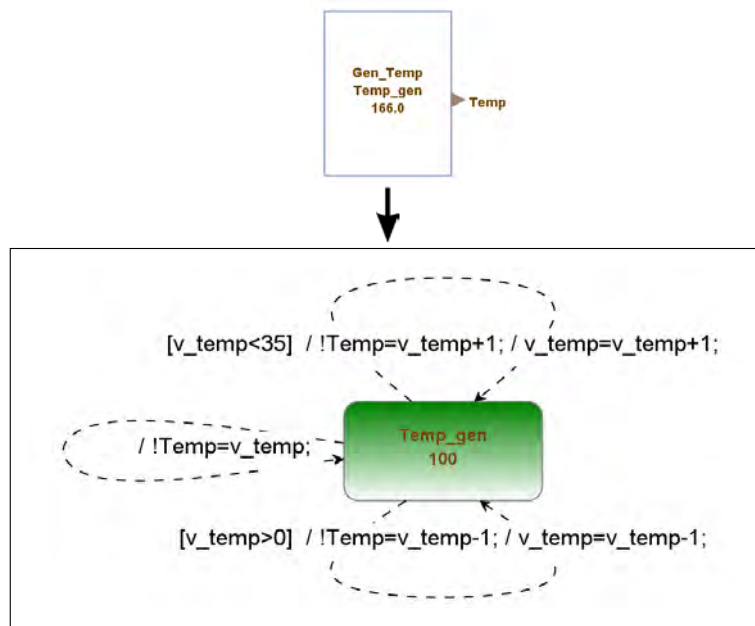 Gen_Temp
Temp_gen
166.0
Temp
[v_temp<35] / !Temp=v_temp+1; / v_temp=v_temp+1;
Temp_gen
100
/ !Temp=v_temp;
[v_temp>0] / !Temp=v_temp-1; / v_temp=v_temp-1;